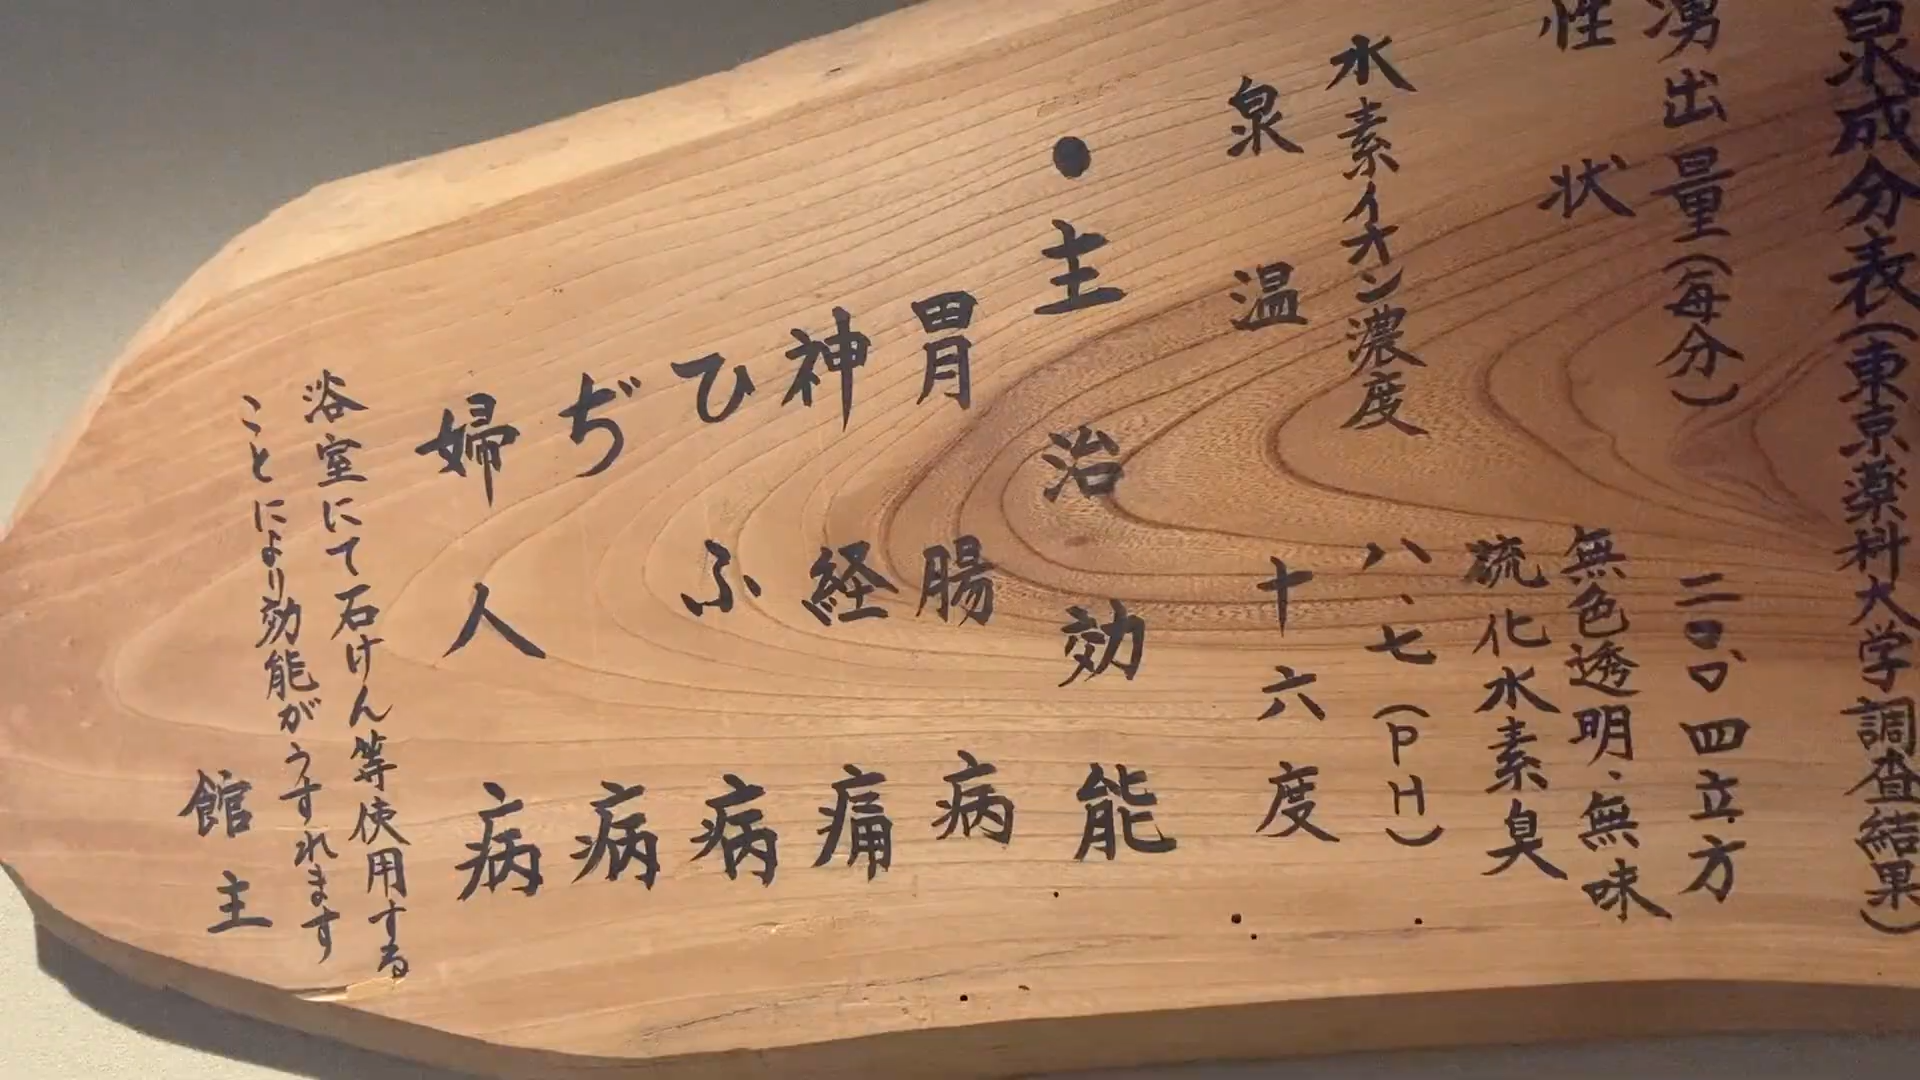 泉成分表(東京薬科大学調査結果)
湧出量(毎分) 二〇〇、四立方
性状 無色透明、無味
硫化水素臭
水素イオン濃度 八、七(PH)
泉温 十六度
・主治効能
胃腸病
神経痛
ひふ病
ぢ病
婦人病
浴室にて石けん等使用する
ことにより効能がうすれます
館主